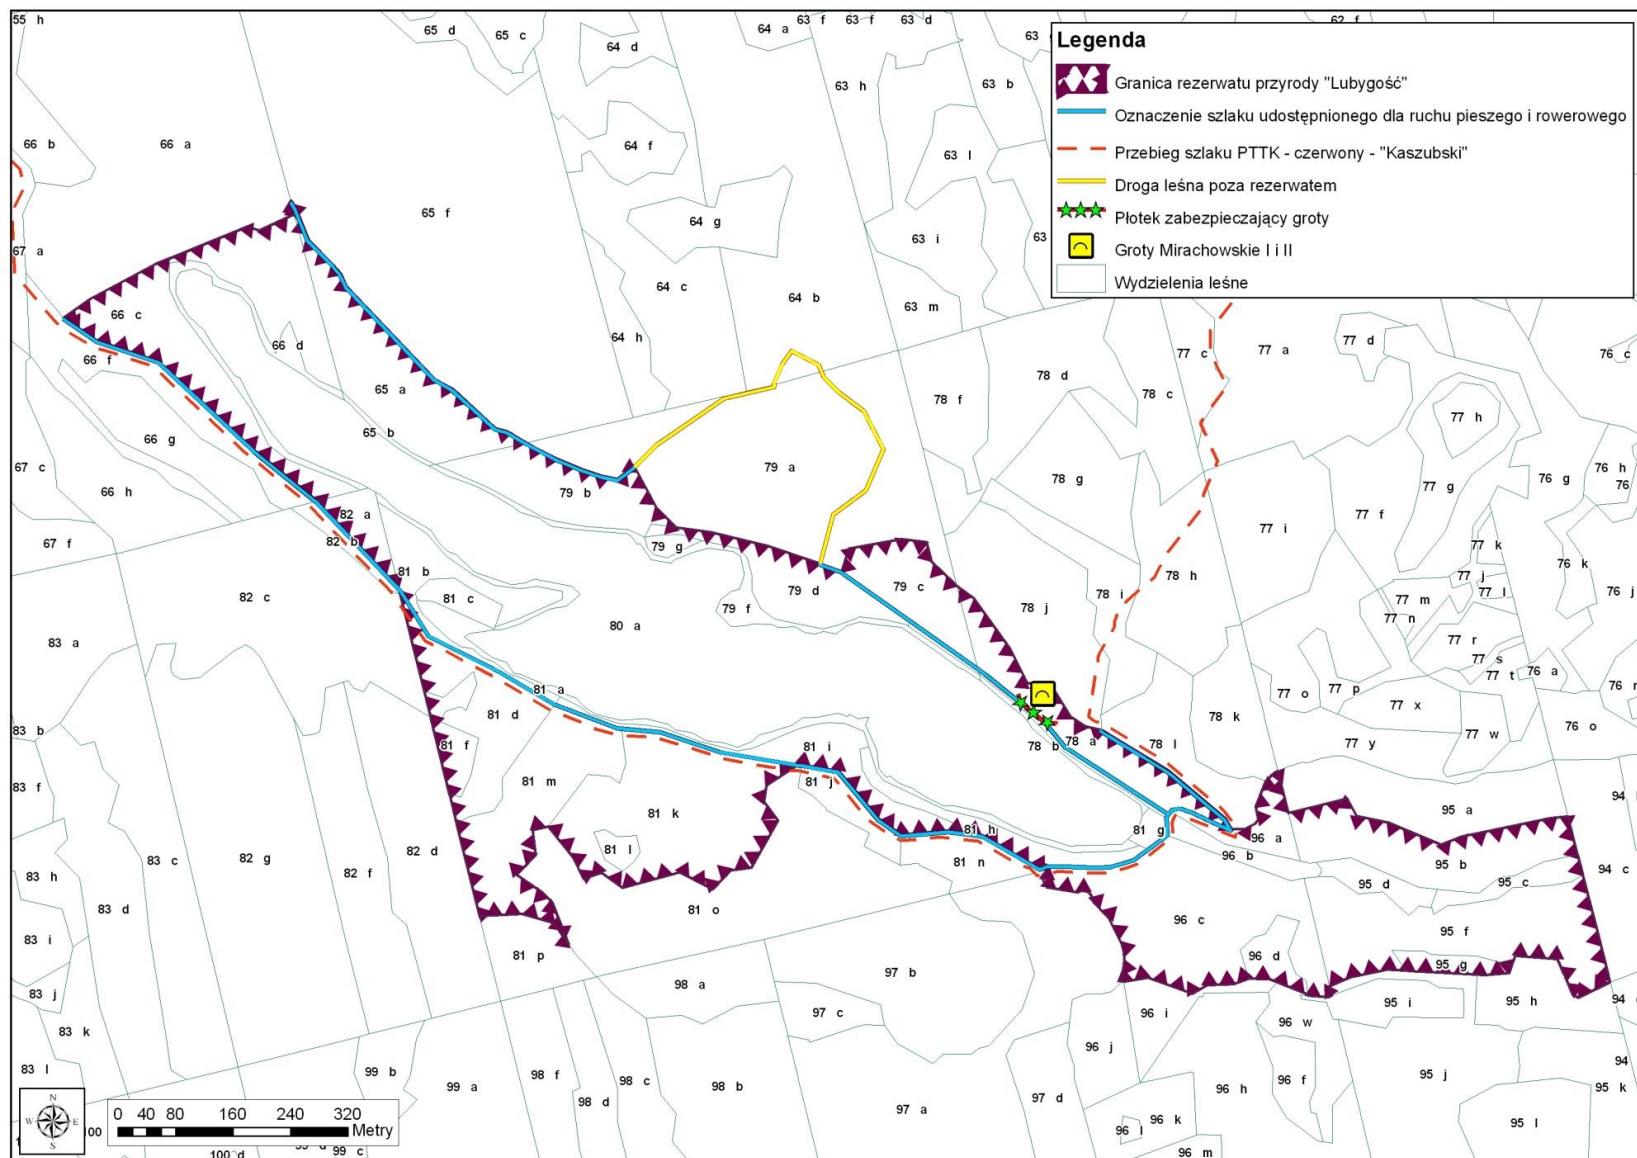 55 h
65 d
65 c
64 d
64 a
63 f
63 f
63 d
63
62 f
Legenda
Granica rezerwatu przyrody "Lubygość"
Oznaczenie szlaku udostępnionego dla ruchu pieszego i rowerowego
Przebieg szlaku PTTK - czerwony - "Kaszubski"
Droga leśna poza rezerwatem
Płotek zabezpieczający groty
Groty Mirachowskie I i II
Wydzielenia leśne
63 h
63 b
66 b
66 a
64 f
63 l
65 f
64 g
63 i
63
67 a
64 c
64 b
63 m
66 c
66 f
66 d
64 h
77 c
77 a
77 d
76 c
65 a
78 d
78 f
78 c
66 g
65 b
77 h
67 c
66 h
79 b
79 a
78 g
77 g
76 g
76 h
76
82 a
82 b
77 i
77 f
67 f
79 g
77 k
76 k
81 b
81 c
79 d
79 c
78 i
78 h
77 j
77 l
76 j
82 c
79 f
78 j
77 m
77 n
83 a
80 a
77 r
77 s
77 t
76 a
81 a
77 o
77 p
83 b
81 d
81 f
81 i
78 b
78 a
78 l
78 k
77 x
77 w
76 o
77 y
83 f
81 m
81 j
94
81 k
81 h
81 g
96 a
95 a
83 c
82 g
82 f
82 d
81 l
81 n
96 b
95 b
94 c
83 h
95 d
95 c
83 d
81 o
96 c
83 i
95 f
81 p
96 d
95 g
83 j
98 a
97 b
95 i
95 h
94
83 k
97 c
96 i
96 w
96 j
94
83 l
99 b
99 a
98 f
98 c
98 b
96 h
96 f
95 j
95 k
98 d
97 a
97 d
96 k
96 l
95 l
96 m
N
W
E
S
0 40 80 160 240 320
Metry
100
100 d
99 c